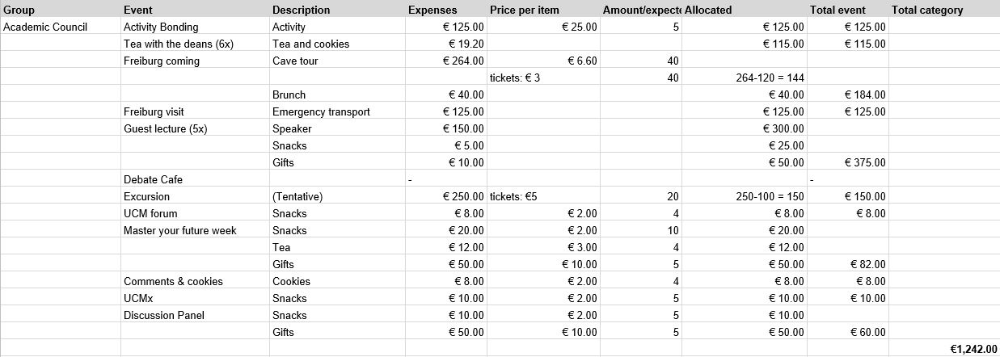 Group Event Description Expenses Price per item Amount/expecte Allocated Total event Total category
Academic Council Activity Bonding Activity € 125.00 € 25.00 5 € 125.00 € 125.00
Tea with the deans (6x) Tea and cookies € 19.20 € 115.00 € 115.00
Freiburg coming Cave tour € 264.00 € 6.60 40
tickets: € 3 40 264-120 = 144
Brunch € 40.00 € 40.00 € 184.00
Freiburg visit Emergency transport € 125.00 € 125.00 € 125.00
Guest lecture (5x) Speaker € 150.00 € 300.00
Snacks € 5.00 € 25.00
Gifts € 10.00 € 50.00 € 375.00
Debate Cafe - -
Excursion (Tentative) € 250.00 tickets: €5 20 250-100 = 150 € 150.00
UCM forum Snacks € 8.00 € 2.00 4 € 8.00 € 8.00
Master your future week Snacks € 20.00 € 2.00 10 € 20.00
Tea € 12.00 € 3.00 4 € 12.00
Gifts € 50.00 € 10.00 5 € 50.00 € 82.00
Comments & cookies Cookies € 8.00 € 2.00 4 € 8.00 € 8.00
UCMx Snacks € 10.00 € 2.00 5 € 10.00 € 10.00
Discussion Panel Snacks € 10.00 € 2.00 5 € 10.00
Gifts € 50.00 € 10.00 5 € 50.00 € 60.00
€1,242.00